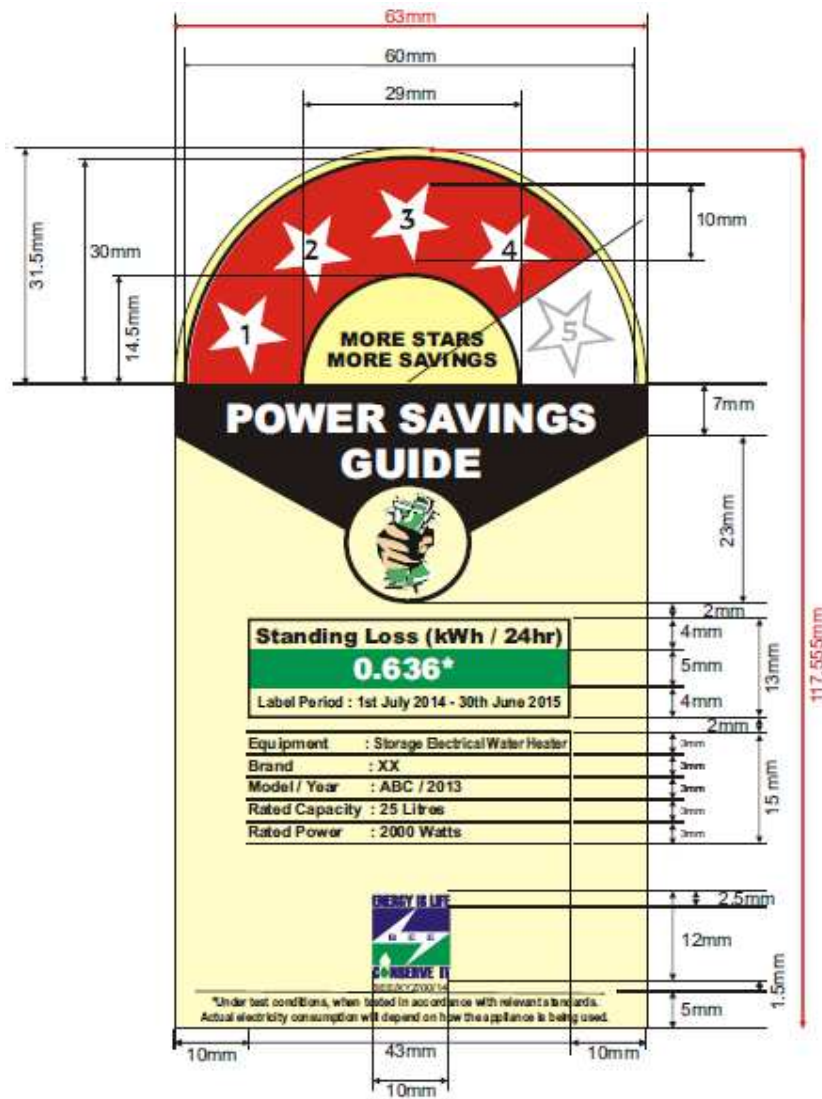 63mm
60mm
29mm
31.5mm
30mm
14.5mm
10mm
1
2
3
4
5
MORE STARS
MORE SAVINGS
7mm
POWER SAVINGS
GUIDE
23mm
117.555mm
2mm
Standing Loss (kWh / 24hr)
4mm
0.636*
5mm
13mm
Label Period : 1st July 2014 - 30th June 2015
4mm
2mm
Equipment : Storage Electrical Water Heater
3mm
Brand : XX
3mm
Model / Year : ABC / 2013
3mm
15 mm
Rated Capacity : 25 Litres
3mm
Rated Power : 2000 Watts
3mm
ENERGY IS LIFE
2.5mm
BEE
12mm
CONSERVE IT
1.5mm
*Under test conditions, when tested in accordance with relevant standards.
Actual electricity consumption will depend on how the appliance is being used.
5mm
10mm
43mm
10mm
10mm